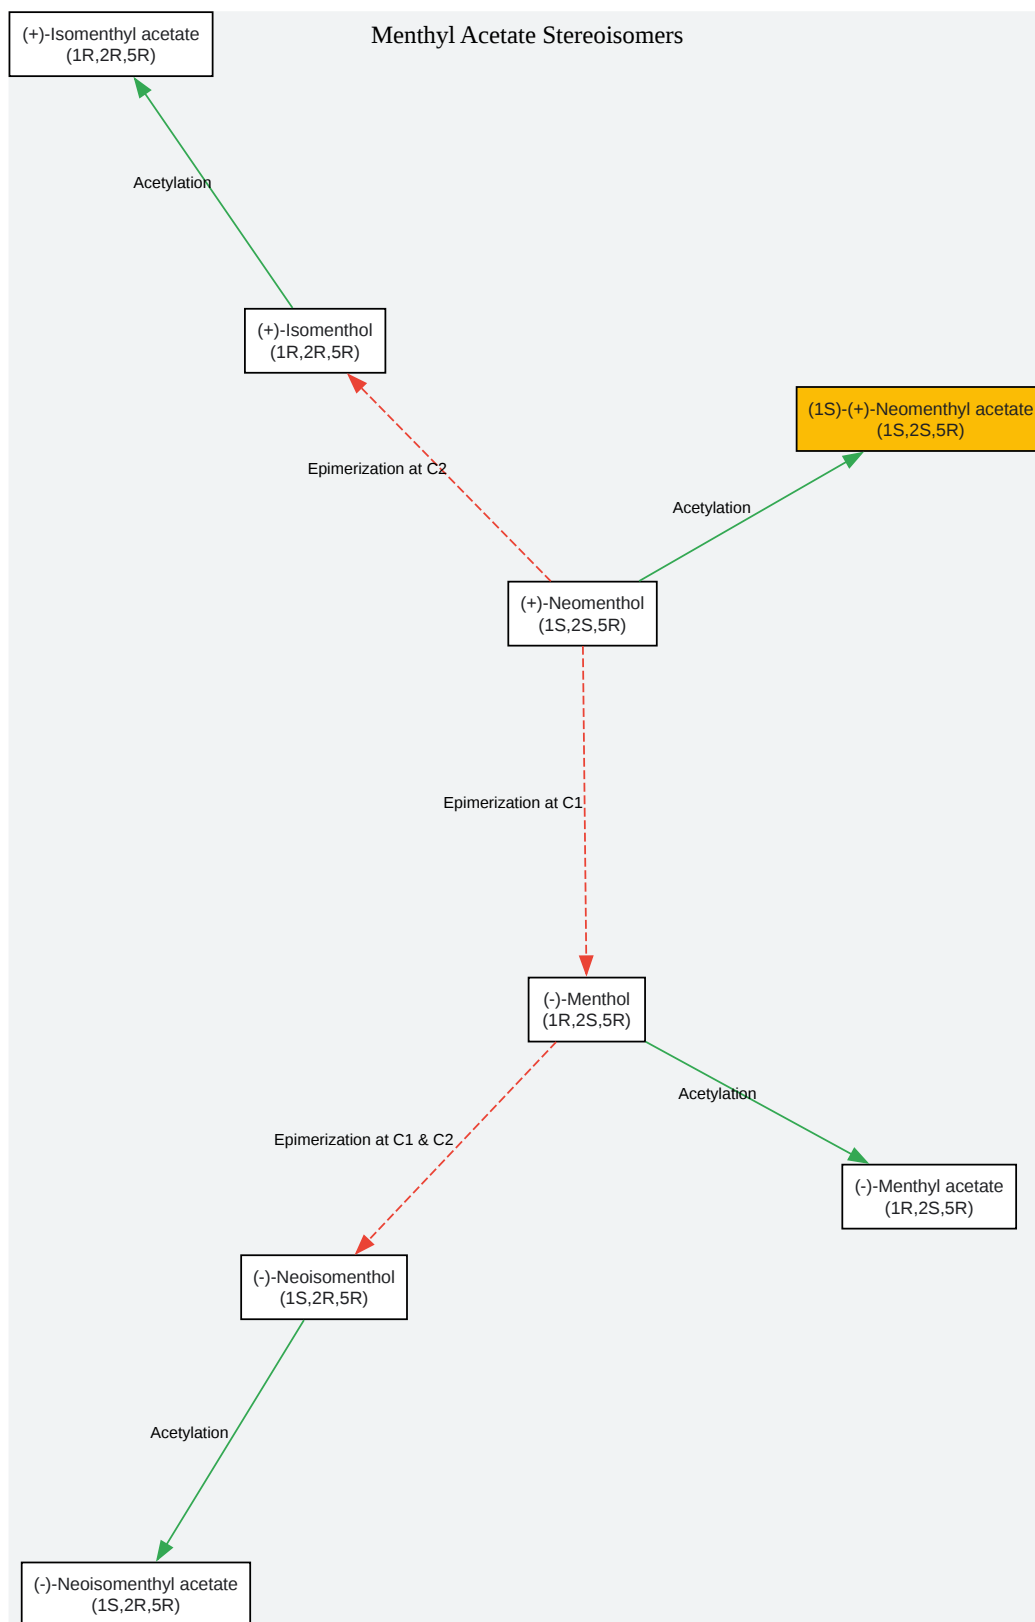 (+)-Isomenthyl acetate
(1R,2R,5R)
Menthyl Acetate Stereoisomers
Acetylation
(+)-Isomenthol
(1R,2R,5R)
(1S)-(+)-Neomenthyl acetate
(1S,2S,5R)
Epimerization at C2
Acetylation
(+)-Neomenthol
(1S,2S,5R)
Epimerization at C1
(-)-Menthol
(1R,2S,5R)
Acetylation
Epimerization at C1 & C2
(-)-Menthyl acetate
(1R,2S,5R)
(-)-Neoisomenthol
(1S,2R,5R)
Acetylation
(-)-Neoisomenthyl acetate
(1S,2R,5R)